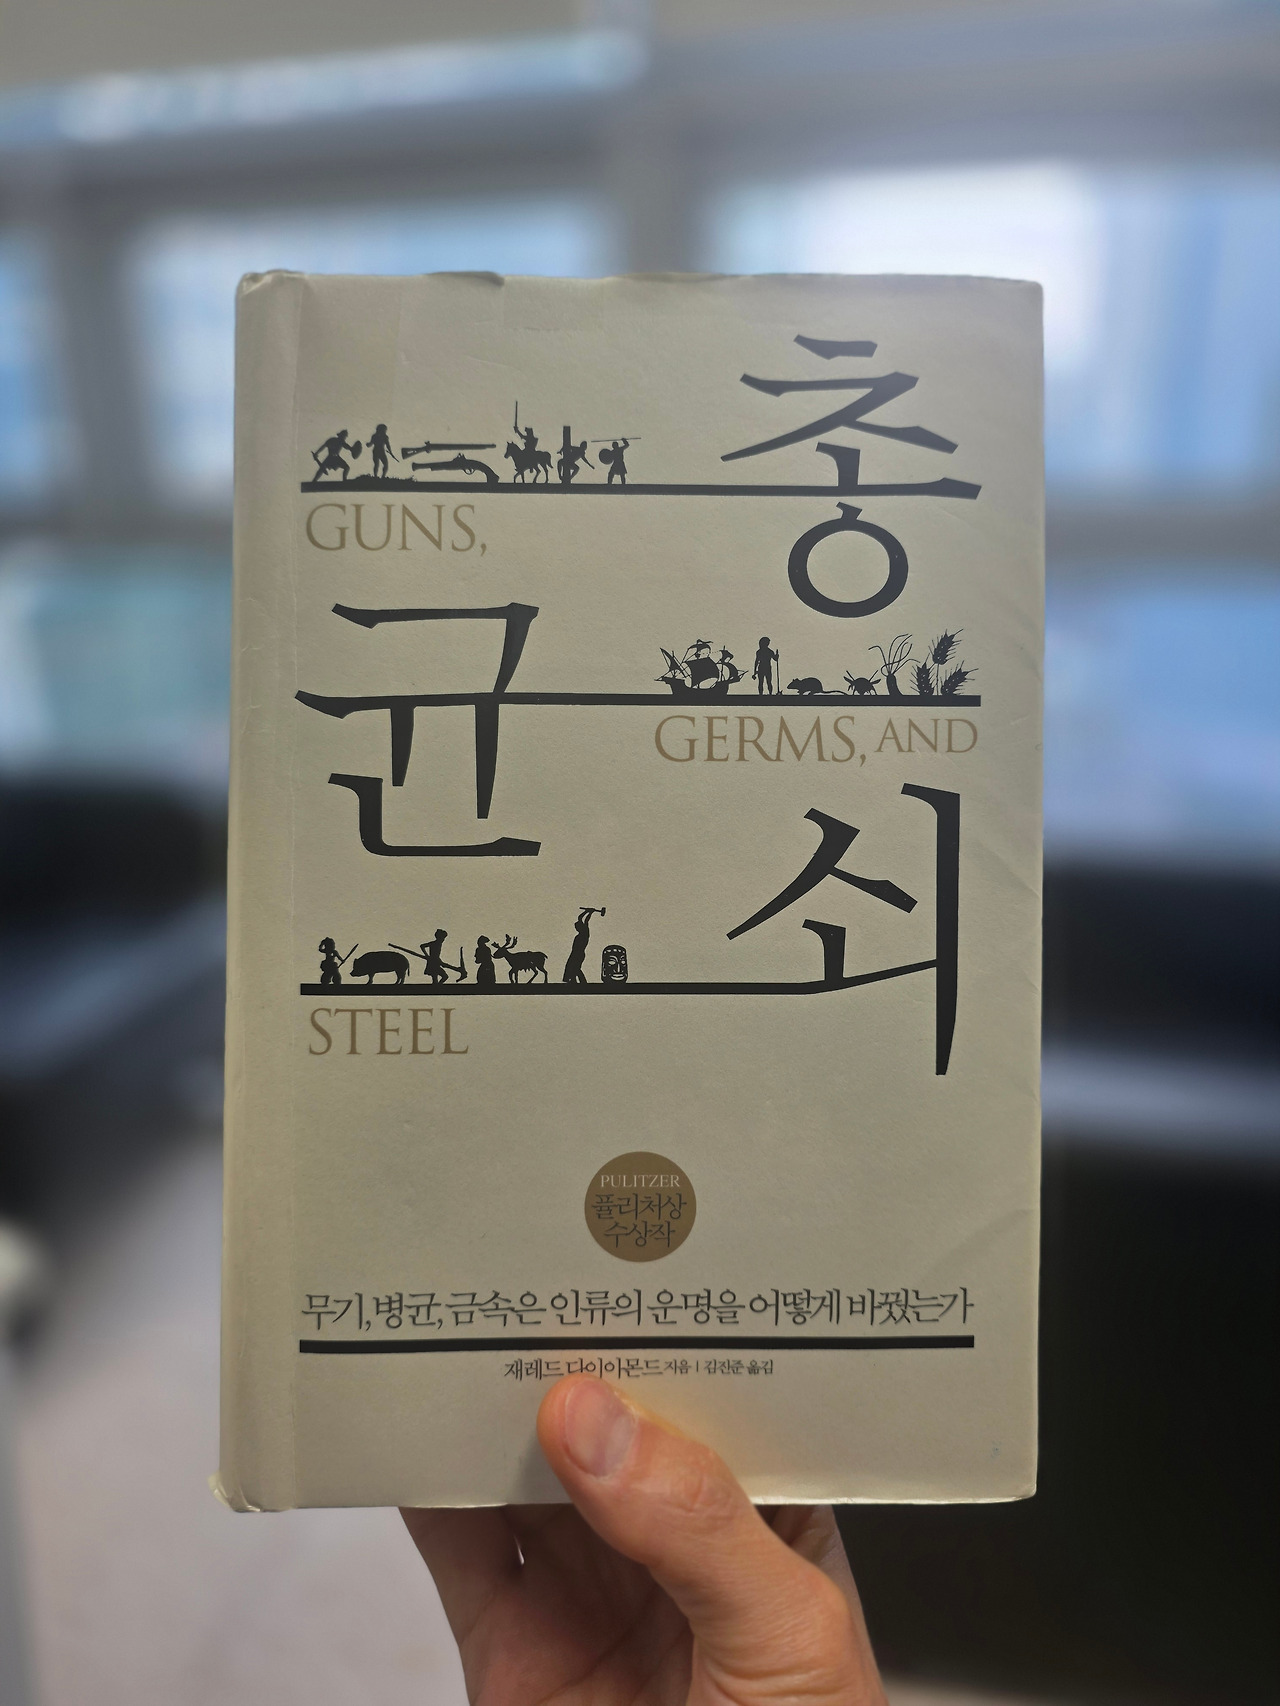 총
GUNS,
균
GERMS, AND
쇠
STEEL
PULITZER
퓰리처상
수상작
무기, 병균, 금속은 인류의 운명을 어떻게 바꿨는가
재레드 다이아몬드 지음 | 김진준 옮김